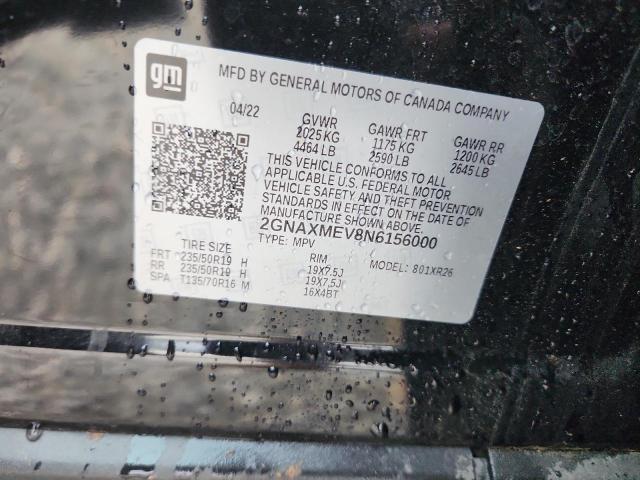 gm
MFD BY GENERAL MOTORS OF CANADA COMPANY
04/22
GVWR GAWR FRT GAWR RR
2025 KG 1175 KG 1200 KG
4464 LB 2590 LB 2645 LB
THIS VEHICLE CONFORMS TO ALL
APPLICABLE U.S. FEDERAL MOTOR
VEHICLE SAFETY AND THEFT PREVENTION
STANDARDS IN EFFECT ON THE DATE OF
MANUFACTURE SHOWN ABOVE.
2GNAXMEV8N6156000
TYPE: MPV
MODEL: 801XR26
TIRE SIZE RIM
FRT 235/50R19 H 19X7.5J
RR 235/50R19 H 19X7.5J
SPA T135/70R16 M 16X4BT